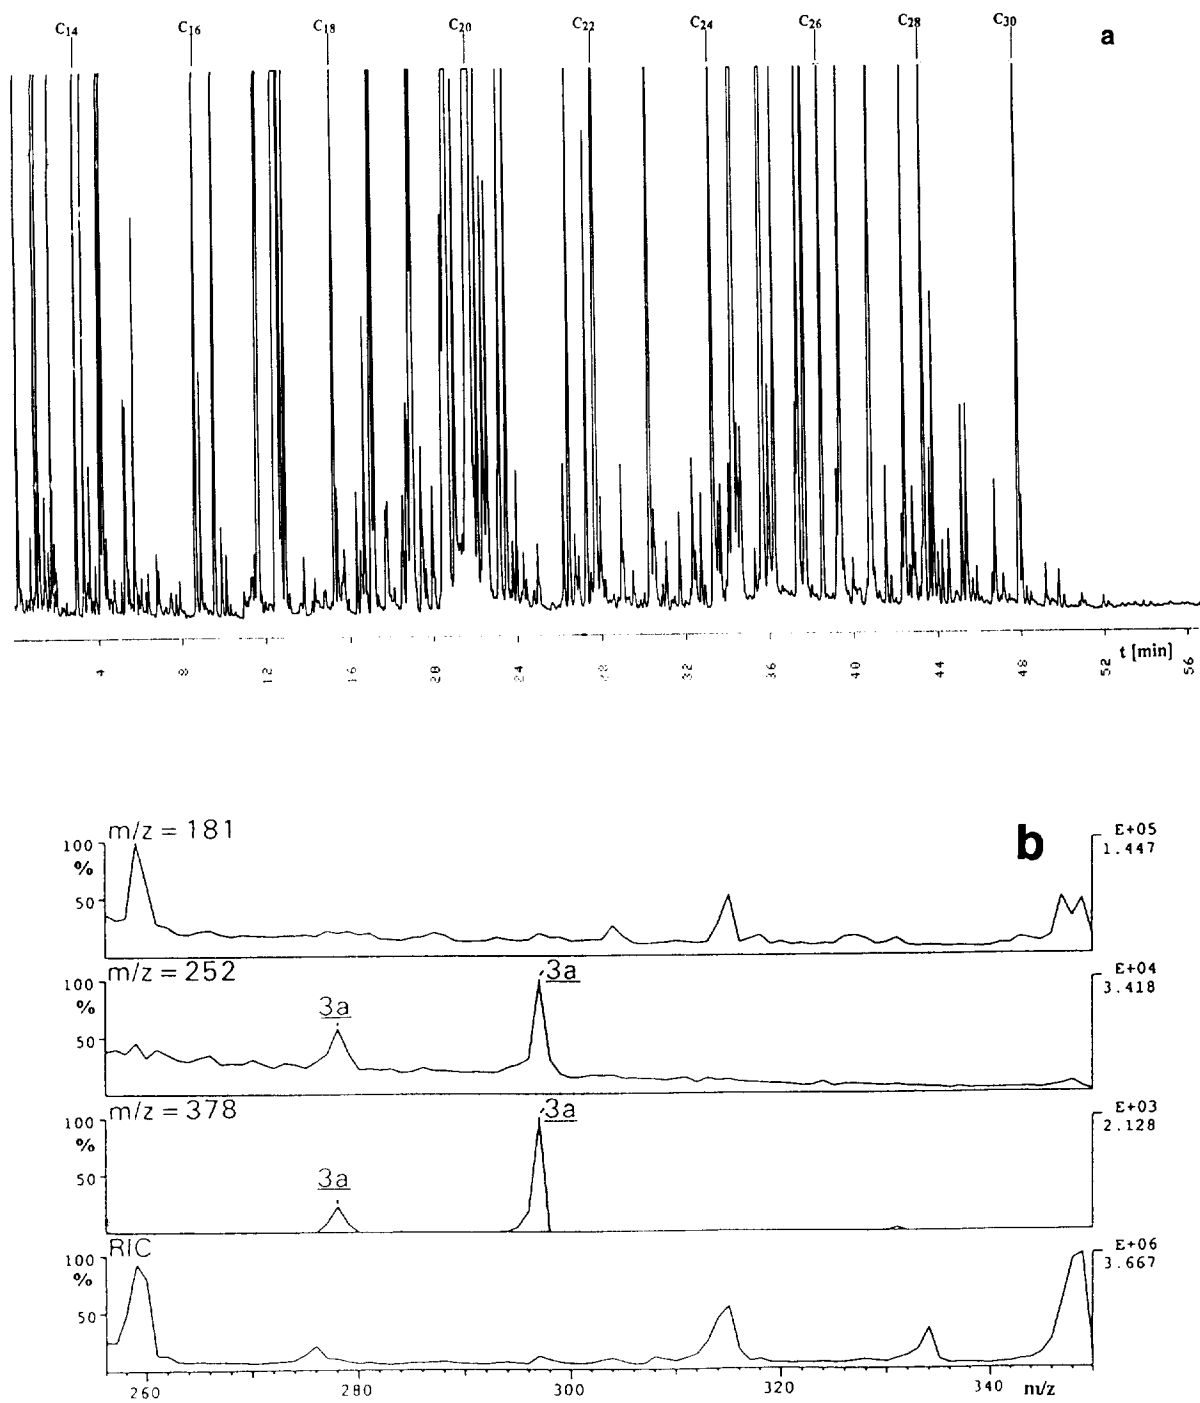 C14 C16 C18 C20 C22 C24 C26 C28 C30
a
4 8 12 16 20 24 28 32 36 40 44 48 52 56
t [min]
b
m/z = 181
100
%
50
E+05
1.447
m/z = 252
100
%
50
3a
3a
E+04
3.418
m/z = 378
100
%
50
3a
3a
E+03
2.128
RIC
100
%
50
E+06
3.667
260 280 300 320 340 m/z